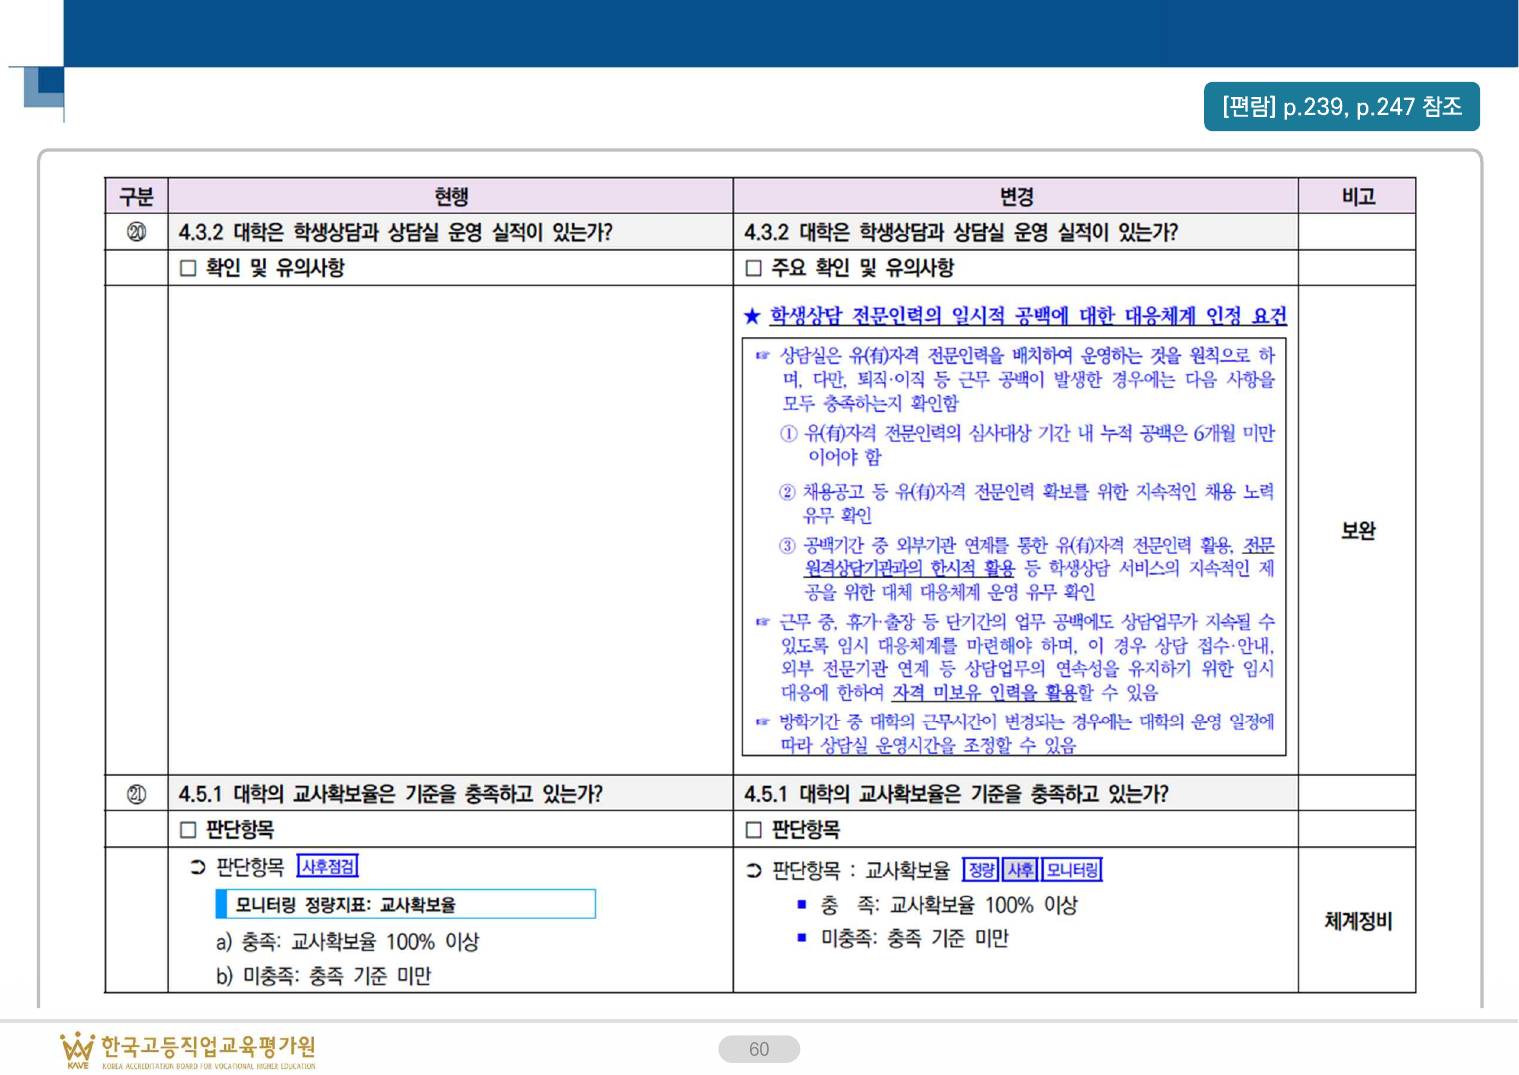 [편람] p.239, p.247 참조
구분 현행 변경 비고
⑳ 4.3.2 대학은 학생상담과 상담실 운영 실적이 있는가? 4.3.2 대학은 학생상담과 상담실 운영 실적이 있는가?
□ 확인 및 유의사항 □ 주요 확인 및 유의사항
★ 학생상담 전문인력의 일시적 공백에 대한 대응체계 인정 요건
☞ 상담실은 유(有)자격 전문인력을 배치하여 운영하는 것을 원칙으로 하
며, 다만, 퇴직·이직 등 근무 공백이 발생한 경우에는 다음 사항을
모두 충족하는지 확인함
① 유(有)자격 전문인력의 심사대상 기간 내 누적 공백은 6개월 미만
이어야 함
② 채용공고 등 유(有)자격 전문인력 확보를 위한 지속적인 채용 노력
유무 확인
③ 공백기간 중 외부기관 연계를 통한 유(有)자격 전문인력 활용, 전문
원격상담기관과의 한시적 활용 등 학생상담 서비스의 지속적인 제
공을 위한 대체 대응체계 운영 유무 확인
☞ 근무 중, 휴가·출장 등 단기간의 업무 공백에도 상담업무가 지속될 수
있도록 임시 대응체계를 마련해야 하며, 이 경우 상담 접수·안내,
외부 전문기관 연계 등 상담업무의 연속성을 유지하기 위한 임시
대응에 한하여 자격 미보유 인력을 활용할 수 있음
☞ 방학기간 중 대학의 근무시간이 변경되는 경우에는 대학의 운영 일정에
따라 상담실 운영시간을 조정할 수 있음
보완
㉑ 4.5.1 대학의 교사확보율은 기준을 충족하고 있는가? 4.5.1 대학의 교사확보율은 기준을 충족하고 있는가?
□ 판단항목 □ 판단항목
➲ 판단항목 사후점검
모니터링 정량지표: 교사확보율
a) 충족: 교사확보율 100% 이상
b) 미충족: 충족 기준 미만
➲ 판단항목 : 교사확보율 정량 사후 모니터링
■ 충 족: 교사확보율 100% 이상
■ 미충족: 충족 기준 미만
체계정비
한국고등직업교육평가원
KAVE KOREA ACCREDITATION BOARD FOR VOCATIONAL HIGHER EDUCATION
60